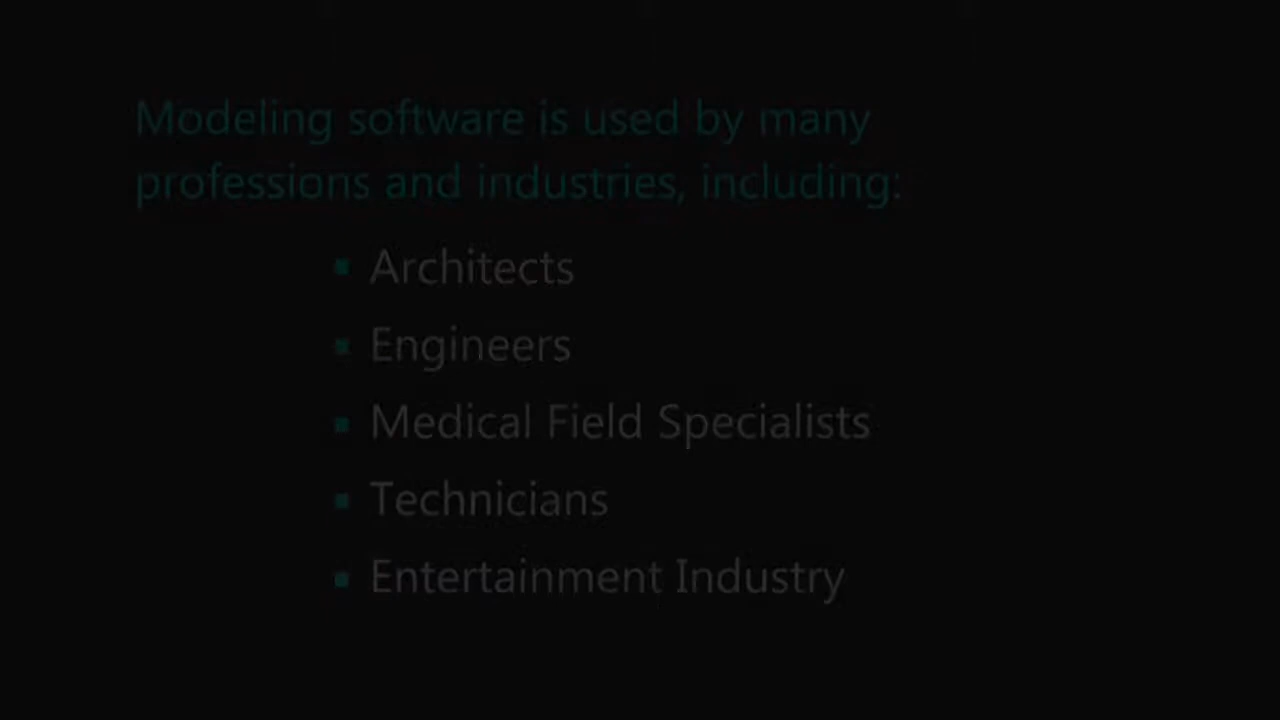 Modeling software is used by many
professions and industries, including:
▪ Architects
▪ Engineers
▪ Medical Field Specialists
▪ Technicians
▪ Entertainment Industry